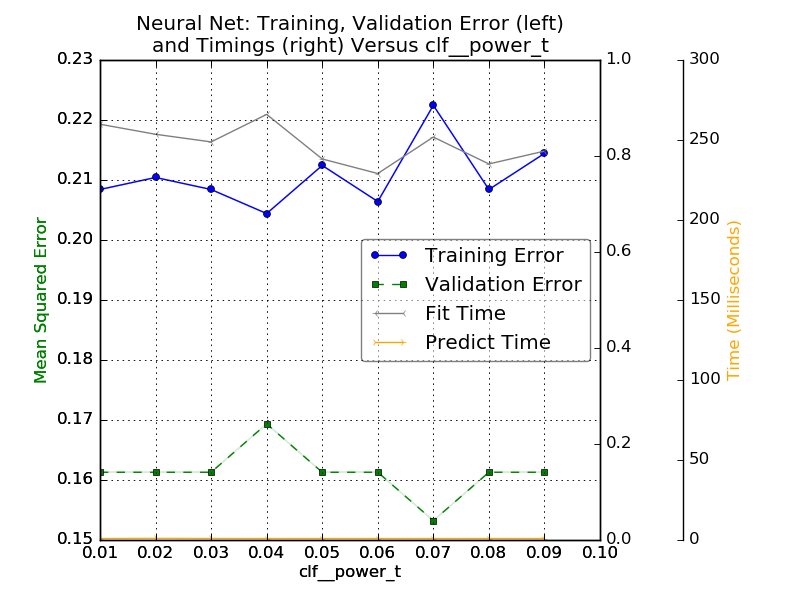 Neural Net: Training, Validation Error (left)
and Timings (right) Versus clf__power_t
0.23
0.22
0.21
0.20
0.19
0.18
0.17
0.16
0.15
Mean Squared Error
0.01 0.02 0.03 0.04 0.05 0.06 0.07 0.08 0.09 0.10
clf__power_t
Training Error
Validation Error
Fit Time
Predict Time
1.0
0.8
0.6
0.4
0.2
0.0
300
250
200
150
100
50
0
Time (Milliseconds)